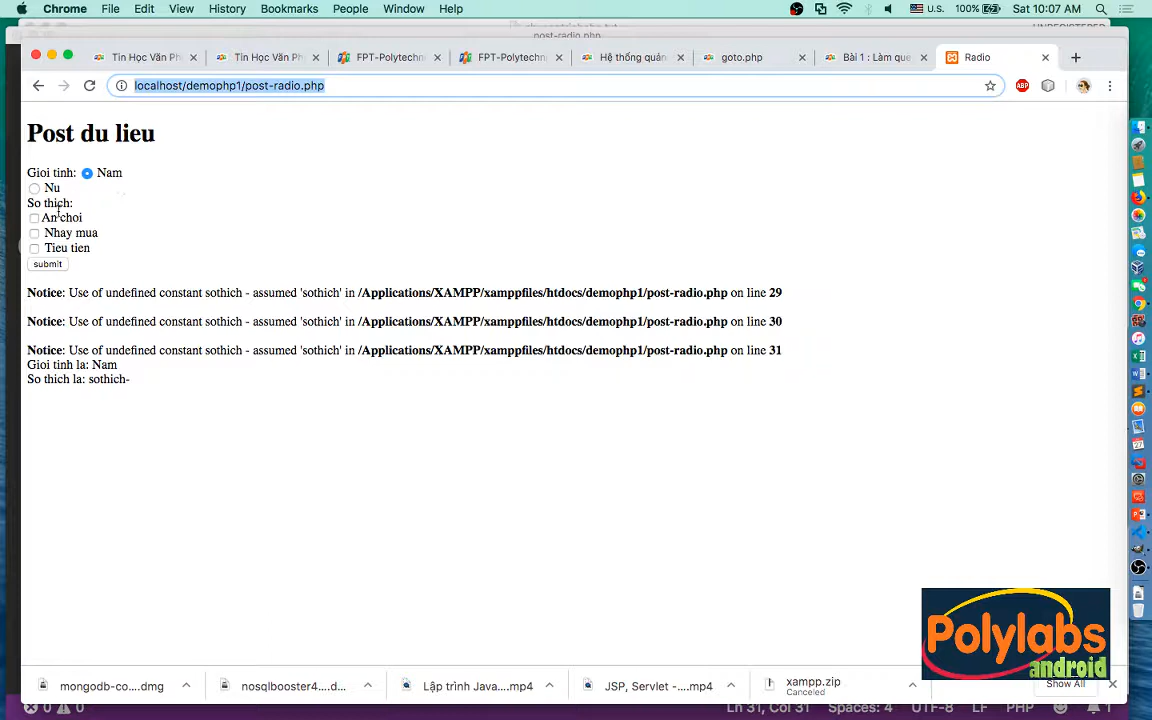 Chrome File Edit View History Bookmarks People Window Help U.S. 100% Sat 10:07 AM
post-radio.php
Tin Học Văn Ph Tin Học Văn Ph FPT-Polytechn FPT-Polytechn Hệ thống quản goto.php Bài 1 : Làm que Radio
localhost/demophp1/post-radio.php
ABP
Post du lieu
Gioi tinh: Nam
Nu
So thich:
An choi
Nhay mua
Tieu tien
submit
Notice: Use of undefined constant sothich - assumed 'sothich' in /Applications/XAMPP/xamppfiles/htdocs/demophp1/post-radio.php on line 29
Notice: Use of undefined constant sothich - assumed 'sothich' in /Applications/XAMPP/xamppfiles/htdocs/demophp1/post-radio.php on line 30
Notice: Use of undefined constant sothich - assumed 'sothich' in /Applications/XAMPP/xamppfiles/htdocs/demophp1/post-radio.php on line 31
Gioi tinh la: Nam
So thich la: sothich-
Polylabs
android
mongodb-co....dmg nosqlbooster4....d... Lập trình Java....mp4 JSP, Servlet -....mp4 xampp.zip Show All
Canceled
0 0 Ln 31, Col 31 Spaces: 4 UTF-8 LF PHP 1